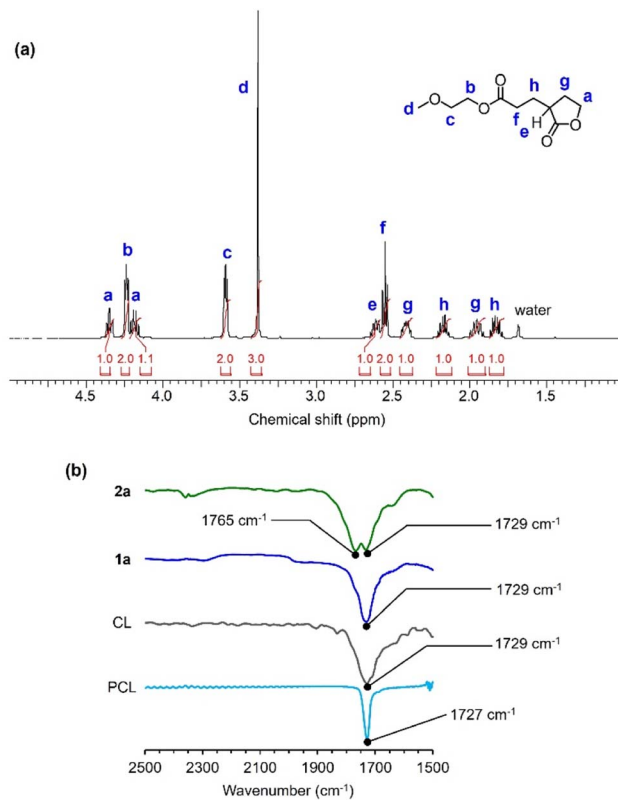 (a)
d
O
b
O
O
h
g
a
d
O
c
f
e
H
O
O
a
b
a
c
e
f
g
h
g
h
water
1.0
2.0
1.1
2.0
3.0
1.0
2.0
1.0
1.0
1.0
1.0
4.5
4.0
3.5
3.0
2.5
2.0
1.5
Chemical shift (ppm)
(b)
2a
1765 cm-1
1729 cm-1
1a
1729 cm-1
CL
1729 cm-1
PCL
1727 cm-1
2500
2300
2100
1900
1700
1500
Wavenumber (cm-1)